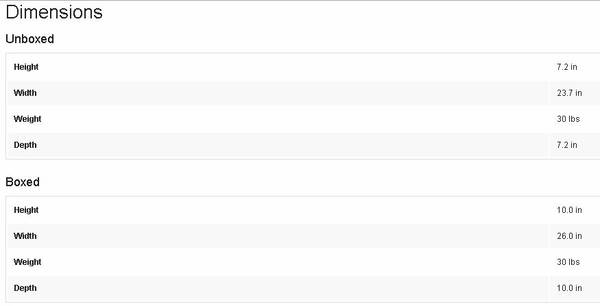 Dimensions
Unboxed
Height 7.2 in
Width 23.7 in
Weight 30 lbs
Depth 7.2 in
Boxed
Height 10.0 in
Width 26.0 in
Weight 30 lbs
Depth 10.0 in